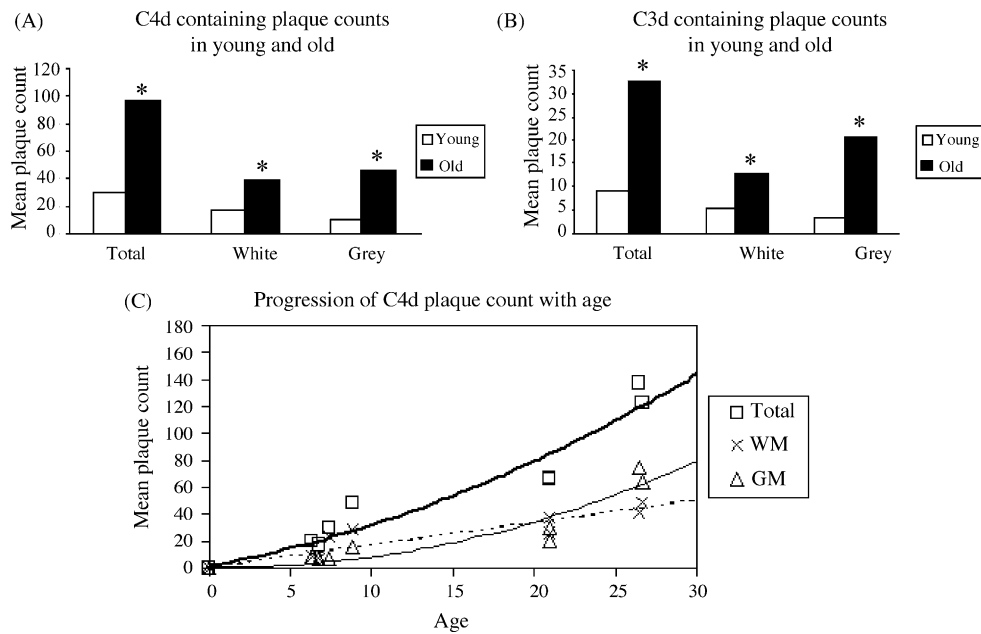 (A)
C4d containing plaque counts
in young and old
Mean plaque count
120
100
80
60
40
20
0
*
*
*
Total
White
Grey
Young
Old
(B)
C3d containing plaque counts
in young and old
Mean plaque count
35
35
25
20
15
10
5
0
*
*
*
Total
White
Grey
Young
Old
(C)
Progression of C4d plaque count with age
Mean plaque count
180
160
140
120
100
80
60
40
20
0
0
5
10
15
20
25
30
Age
Total
WM
GM